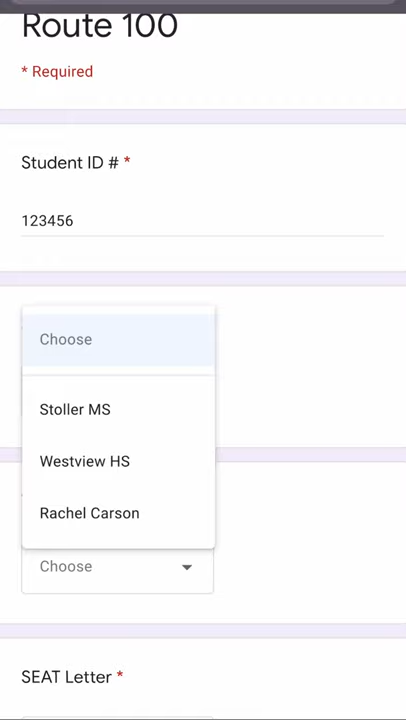 Route 100
* Required
Student ID # *
123456
Choose
Stoller MS
Westview HS
Rachel Carson
Choose
SEAT Letter *